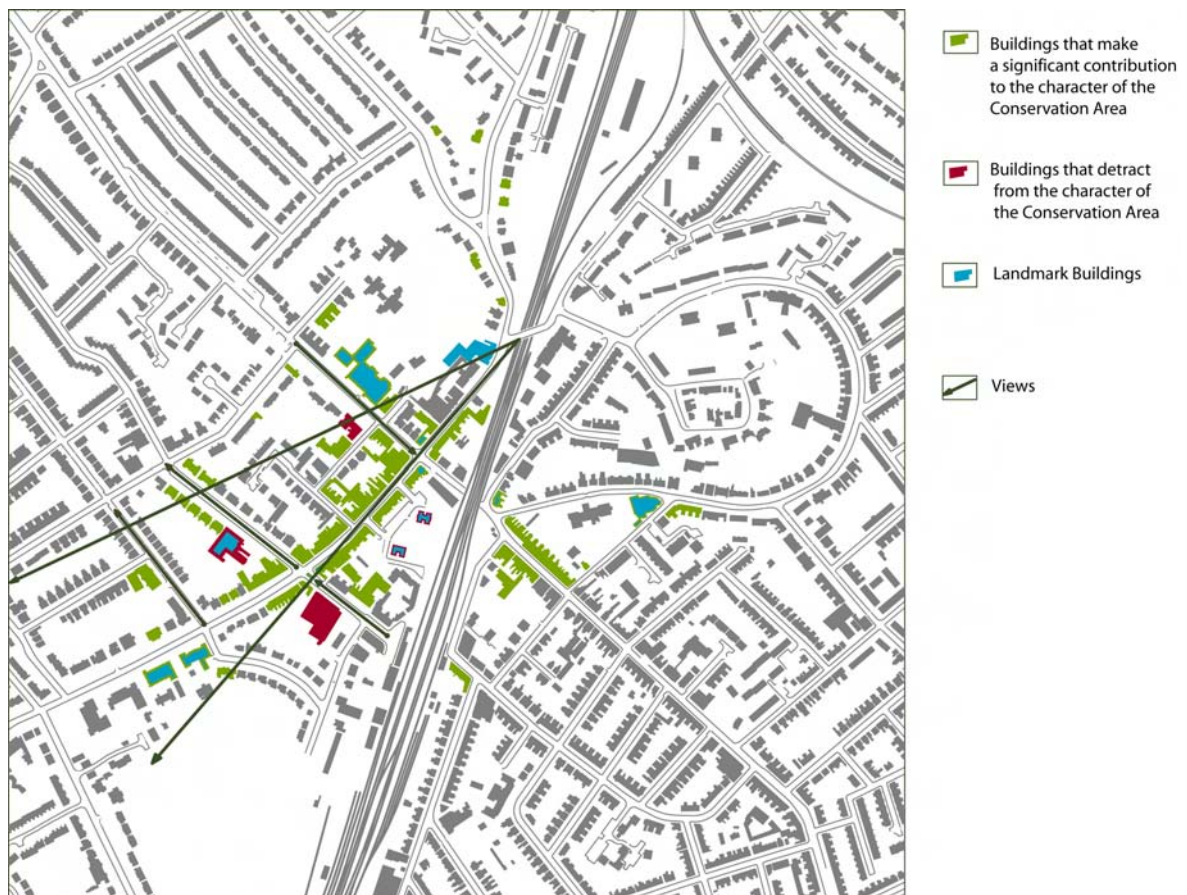 Buildings that make
a significant contribution
to the character of the
Conservation Area
Buildings that detract
from the character of
the Conservation Area
Landmark Buildings
Views